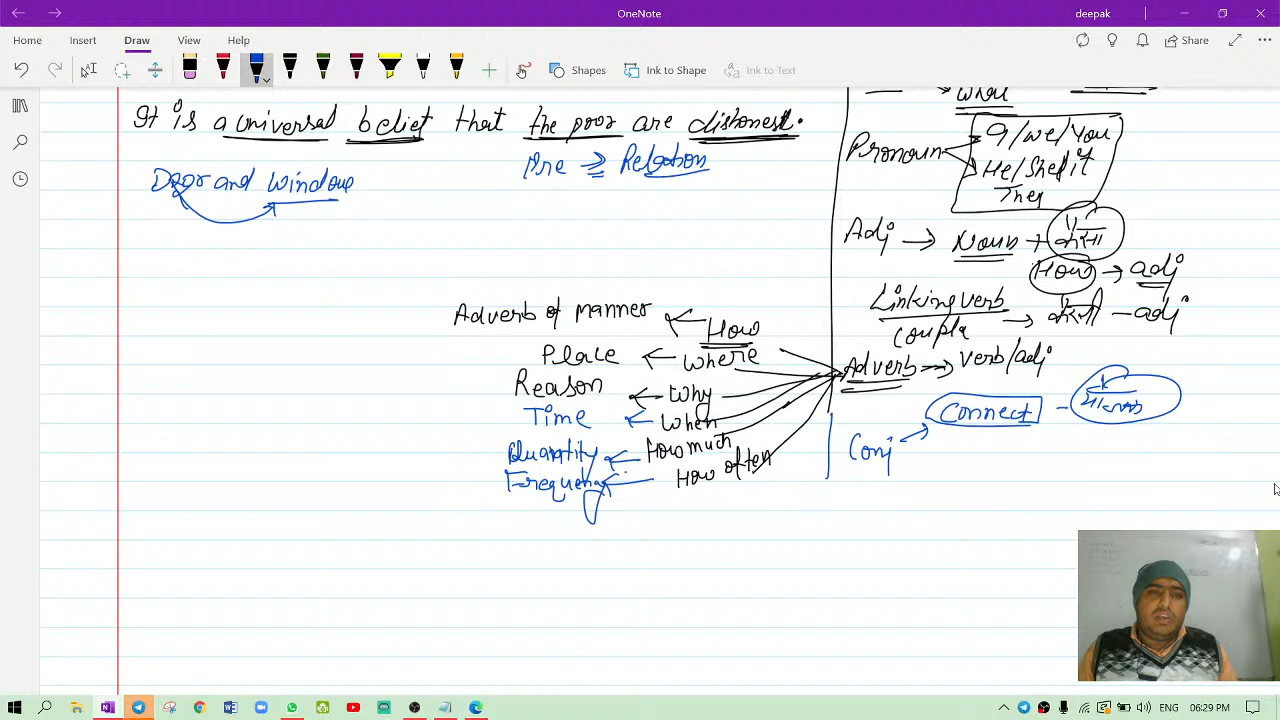 OneNote
deepak
Home Insert Draw View Help
Share
Shapes
Ink to Shape
Ink to Text
It is a universal belief that the poor are dishonest.
Pre → Relation
Door and Window
what
Pronoun
I/we/You
He/She/it
They
Adj → Noun +
How → adj
Linking verb
coupla → – adj
Adverb → verb/adj
Adverb of manner ← How
Place ← where
Reason ← Why
Time ← when
Quantity ← How much
Frequency ← How often
Conj → Connect –
ENG 06:29 PM